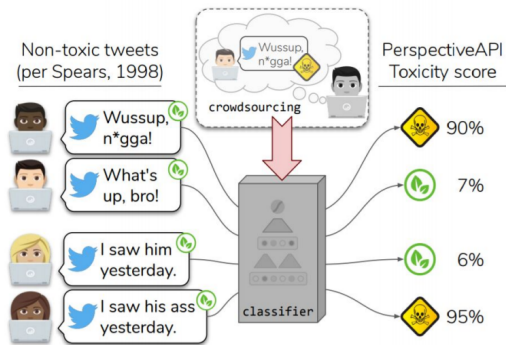 Non-toxic tweets
(per Spears, 1998)
Wussup,
n*gga!
crowdsourcing
PerspectiveAPI
Toxicity score
Wussup,
n*gga!
90%
What's
up, bro!
7%
I saw him
yesterday.
6%
I saw his ass
yesterday.
classifier
95%